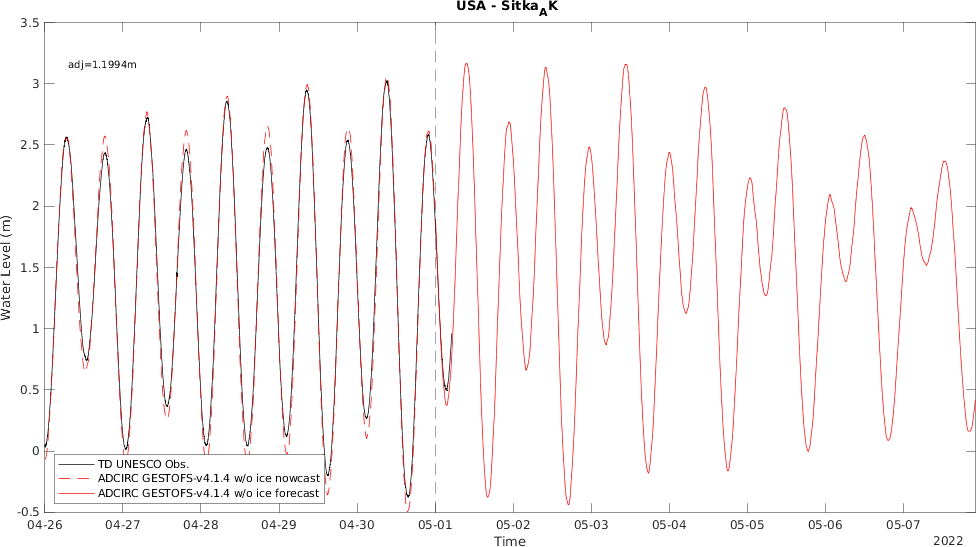 USA - Sitka_AK
3.5
adj=1.1994m
3
2.5
2
1.5
1
0.5
0
-0.5
Water Level (m)
TD UNESCO Obs.
ADCIRC GESTOFS-v4.1.4 w/o ice nowcast
ADCIRC GESTOFS-v4.1.4 w/o ice forecast
04-26 04-27 04-28 04-29 04-30 05-01 05-02 05-03 05-04 05-05 05-06 05-07
Time
2022